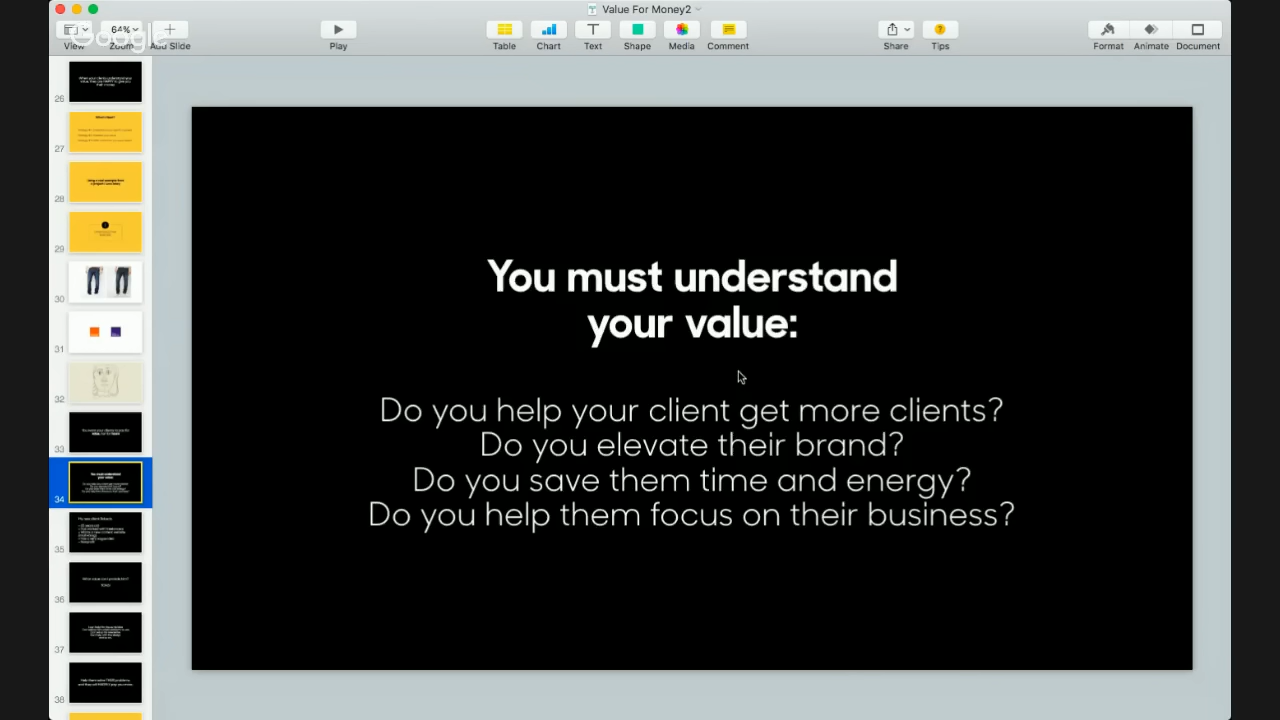 Value For Money2
64%
View
Zoom
Add Slide
Google
Play
Table
Chart
Text
Shape
Media
Comment
Share
Tips
Format
Animate
Document
26
27
28
29
30
31
32
33
34
35
36
37
38
You must understand
your value:
Do you help your client get more clients?
Do you elevate their brand?
Do you save them time and energy?
Do you help them focus on their business?